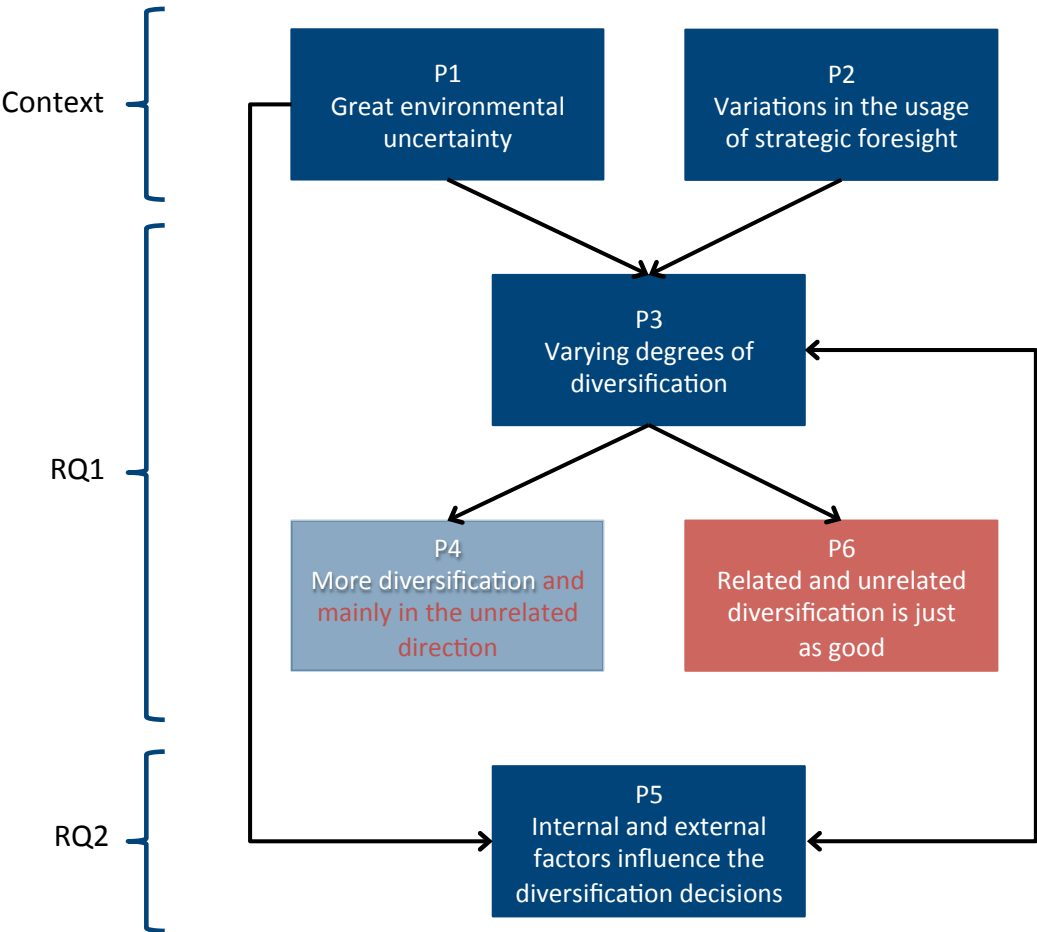 Context
P1
Great environmental
uncertainty
P2
Variations in the usage
of strategic foresight
RQ1
P3
Varying degrees of
diversification
P4
More diversification and
mainly in the unrelated
direction
P6
Related and unrelated
diversification is just
as good
RQ2
P5
Internal and external
factors influence the
diversification decisions